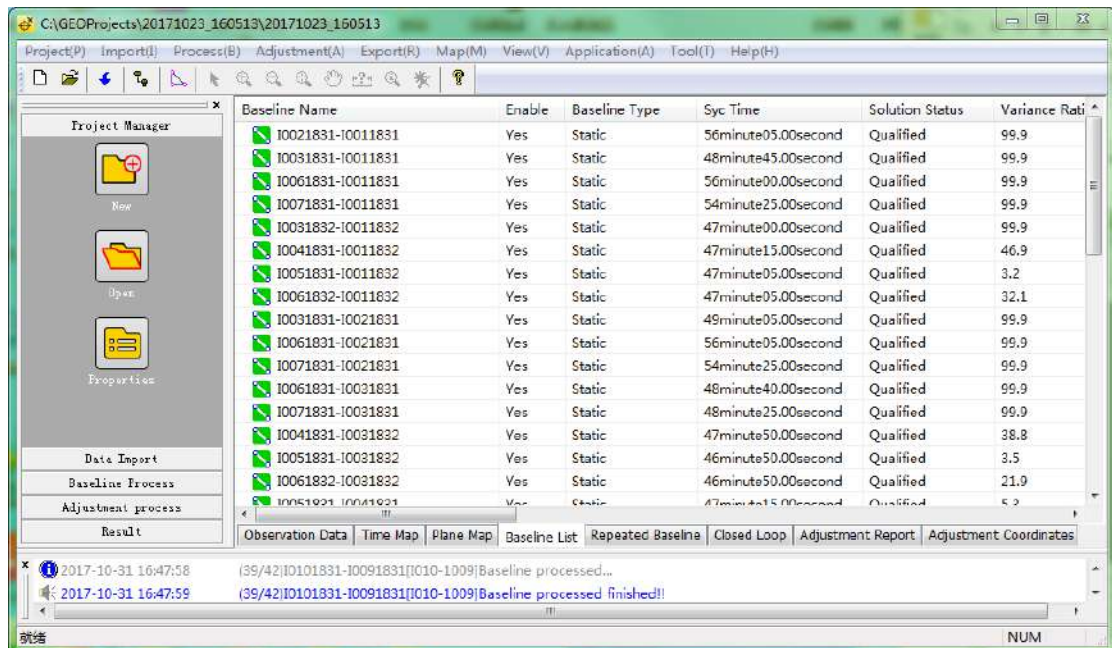 C:\GEOProjects\20171023_160513\20171023_160513
Project(P) Import(I) Process(B) Adjustment(A) Export(R) Map(M) View(V) Application(A) Tool(T) Help(H)
Project Manager
New
Open
Properties
Data Import
Baseline Process
Adjustment process
Result
Baseline Name Enable Baseline Type Syc Time Solution Status Variance Rati
I0021831-I0011831 Yes Static 56minute05.00second Qualified 99.9
I0031831-I0011831 Yes Static 48minute45.00second Qualified 99.9
I0061831-I0011831 Yes Static 56minute00.00second Qualified 99.9
I0071831-I0011831 Yes Static 54minute25.00second Qualified 99.9
I0031832-I0011832 Yes Static 47minute00.00second Qualified 99.9
I0041831-I0011832 Yes Static 47minute15.00second Qualified 46.9
I0051831-I0011832 Yes Static 47minute05.00second Qualified 3.2
I0061832-I0011832 Yes Static 47minute05.00second Qualified 32.1
I0031831-I0021831 Yes Static 49minute05.00second Qualified 99.9
I0061831-I0021831 Yes Static 56minute05.00second Qualified 99.9
I0071831-I0021831 Yes Static 54minute25.00second Qualified 99.9
I0061831-I0031831 Yes Static 48minute40.00second Qualified 99.9
I0071831-I0031831 Yes Static 48minute25.00second Qualified 99.9
I0041831-I0031832 Yes Static 47minute50.00second Qualified 38.8
I0051831-I0031832 Yes Static 46minute50.00second Qualified 3.5
I0061832-I0031832 Yes Static 46minute50.00second Qualified 21.9
I0051831-I0041831 Yes Static 47minute15.00second Qualified
Observation Data Time Map Plane Map Baseline List Repeated Baseline Closed Loop Adjustment Report Adjustment Coordinates
2017-10-31 16:47:58 (39/42)I0101831-I0091831[I010-I009]Baseline processed...
2017-10-31 16:47:59 (39/42)I0101831-I0091831[I010-I009]Baseline processed finished!!
就绪 NUM